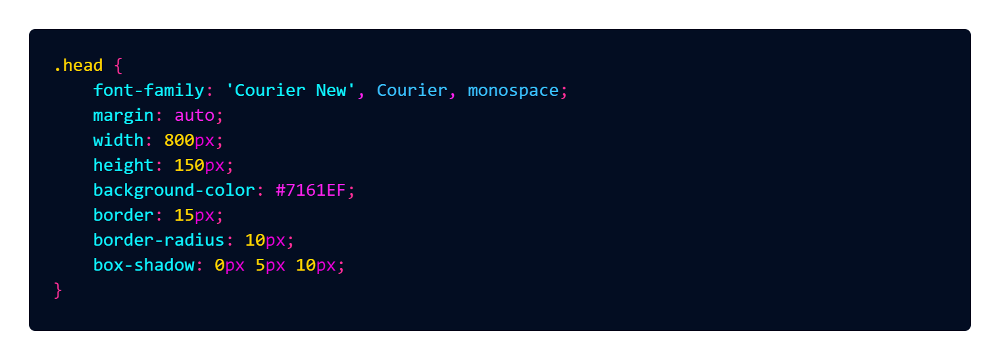 .head {
    font-family: 'Courier New', Courier, monospace;
    margin: auto;
    width: 800px;
    height: 150px;
    background-color: #7161EF;
    border: 15px;
    border-radius: 10px;
    box-shadow: 0px 5px 10px;
}